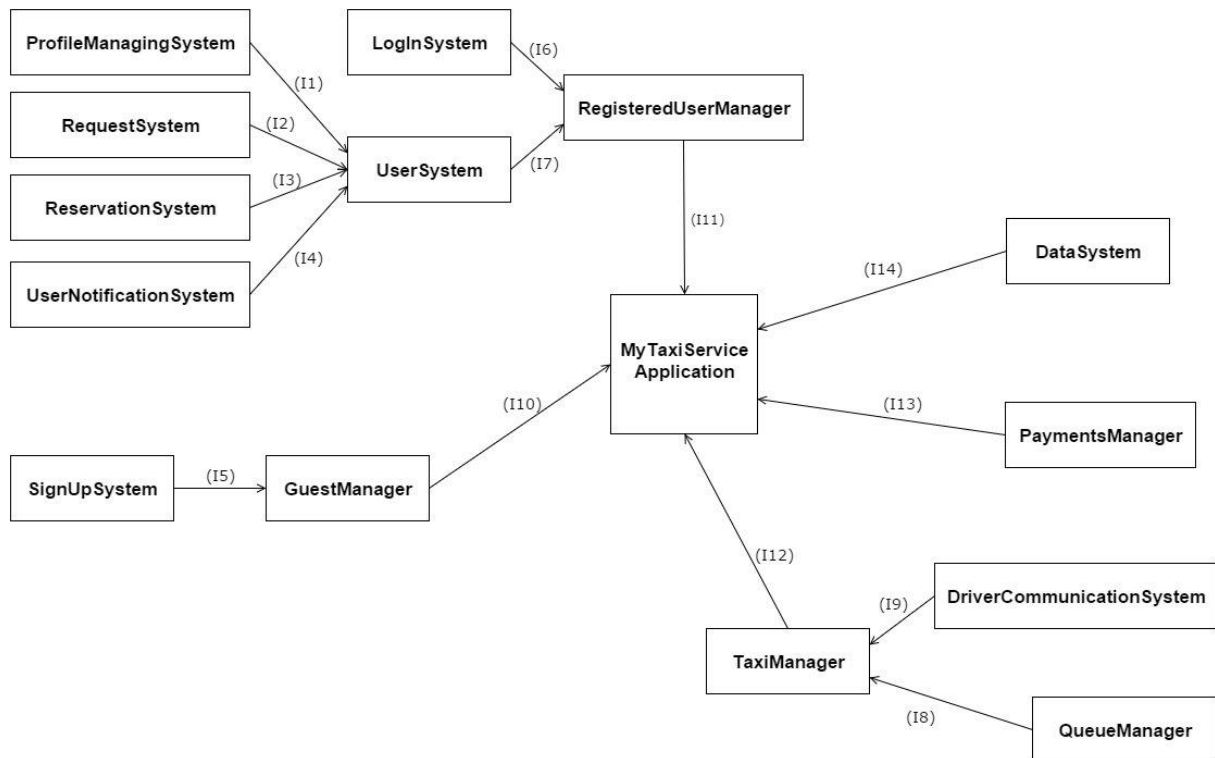 ProfileManagingSystem
LogInSystem
(I6)
(I1)
RegisteredUserManager
RequestSystem
(I2)
UserSystem
(I7)
(I3)
ReservationSystem
(I11)
(I4)
DataSystem
(I14)
UserNotificationSystem
MyTaxiService
Application
(I10)
(I13)
PaymentsManager
(I5)
SignUpSystem
GuestManager
(I12)
DriverCommunicationSystem
(I9)
TaxiManager
(I8)
QueueManager